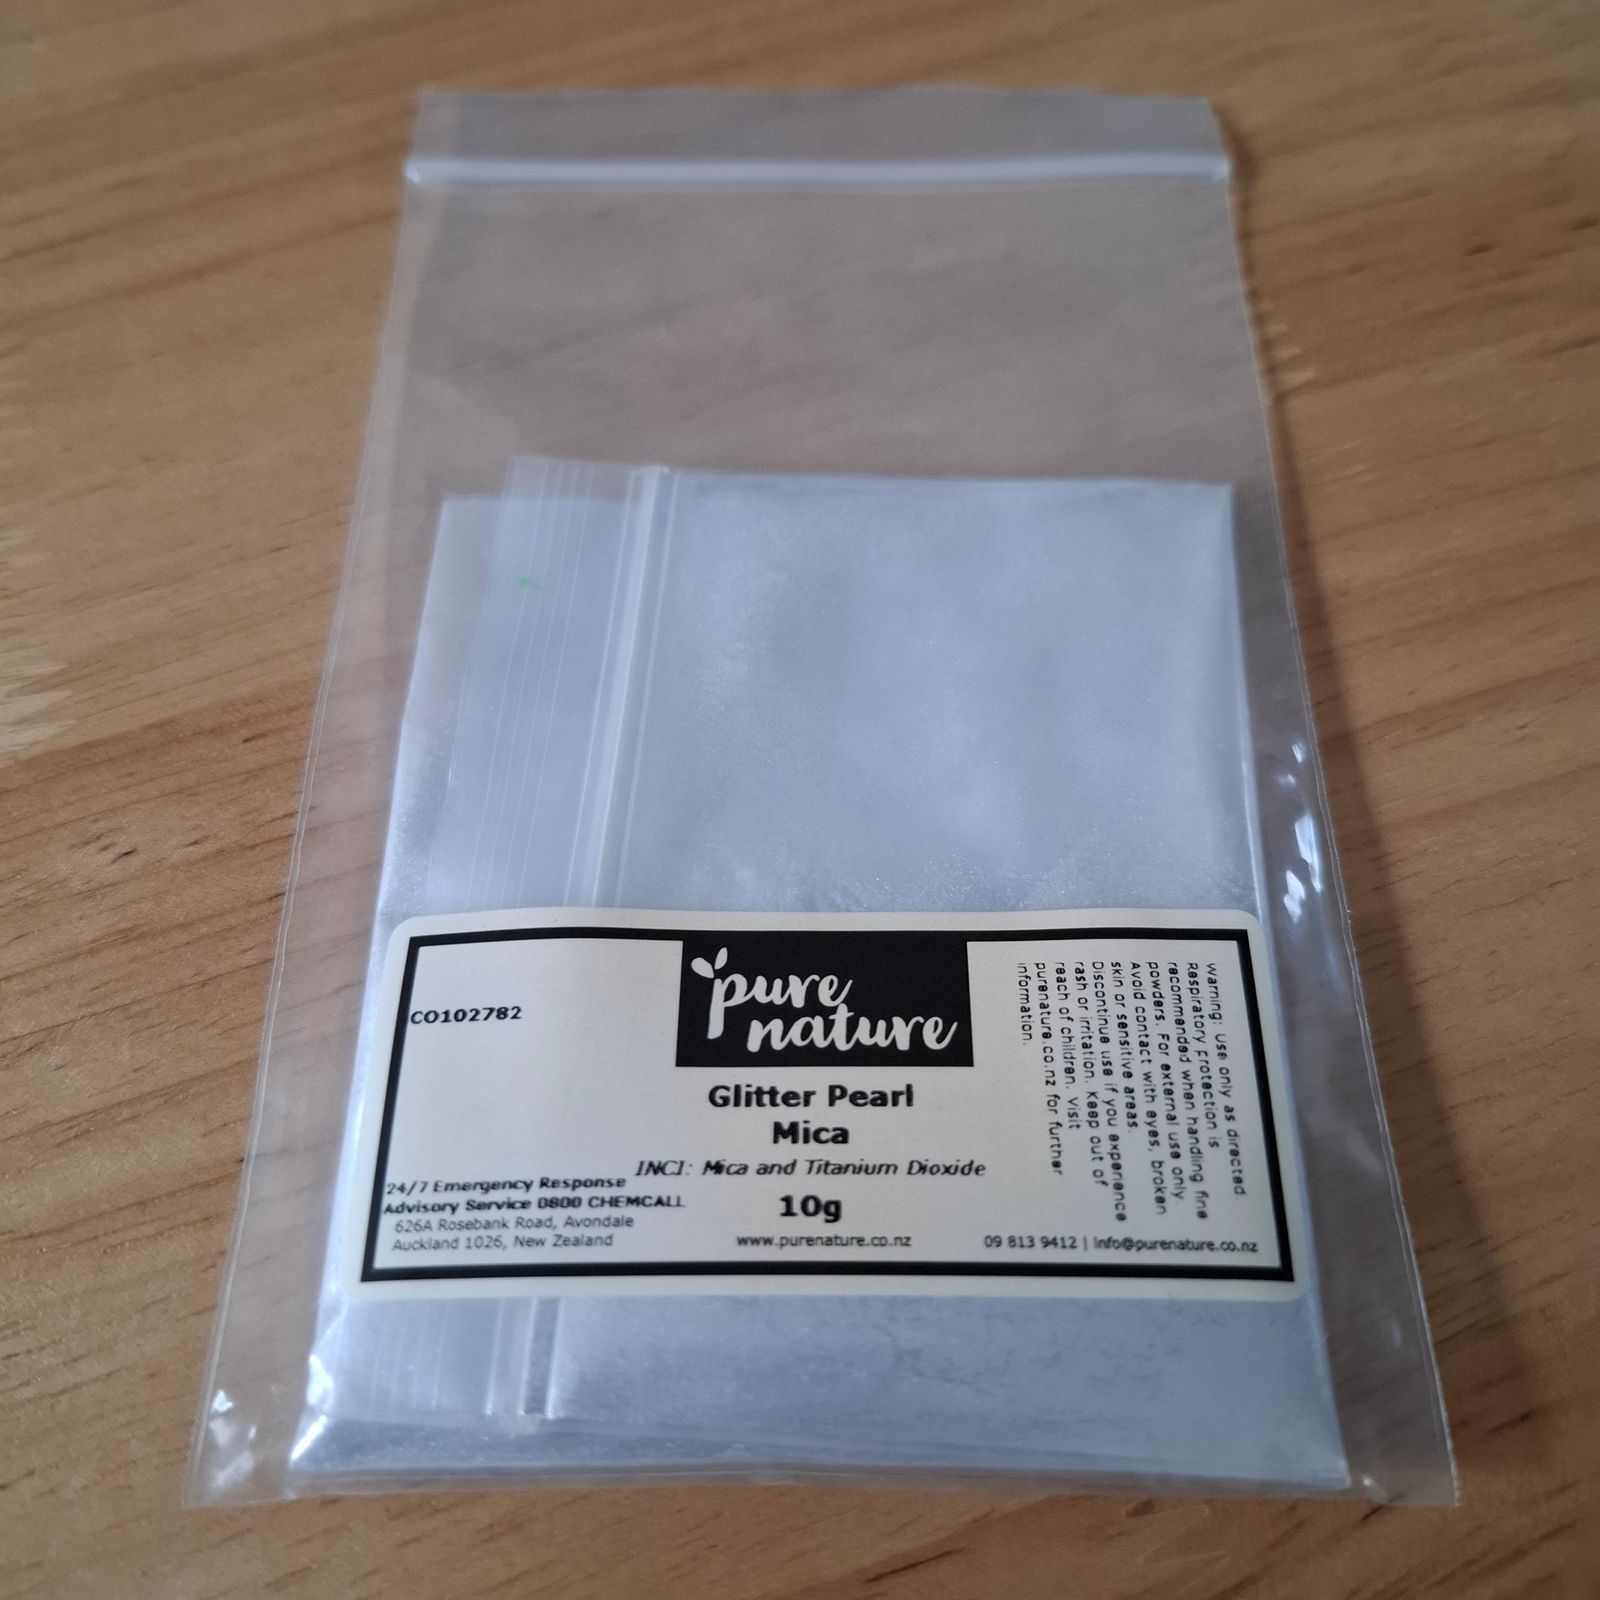 pure
nature
CO102782
Glitter Pearl
Mica
INCI: Mica and Titanium Dioxide
10g
24/7 Emergency Response
Advisory Service 0800 CHEMCALL
626A Rosebank Road, Avondale
Auckland 1026, New Zealand
www.purenature.co.nz
09 813 9412 | info@purenature.co.nz
Warning: Use only as directed.
Respiratory Protection is
recommended when handling fine
powders. For external use only.
Avoid contact with eyes, broken
skin or sensitive areas.
Discontinue use if you experience
rash or irritation. Keep out of
reach of children. Visit
purenature.co.nz for further
information.